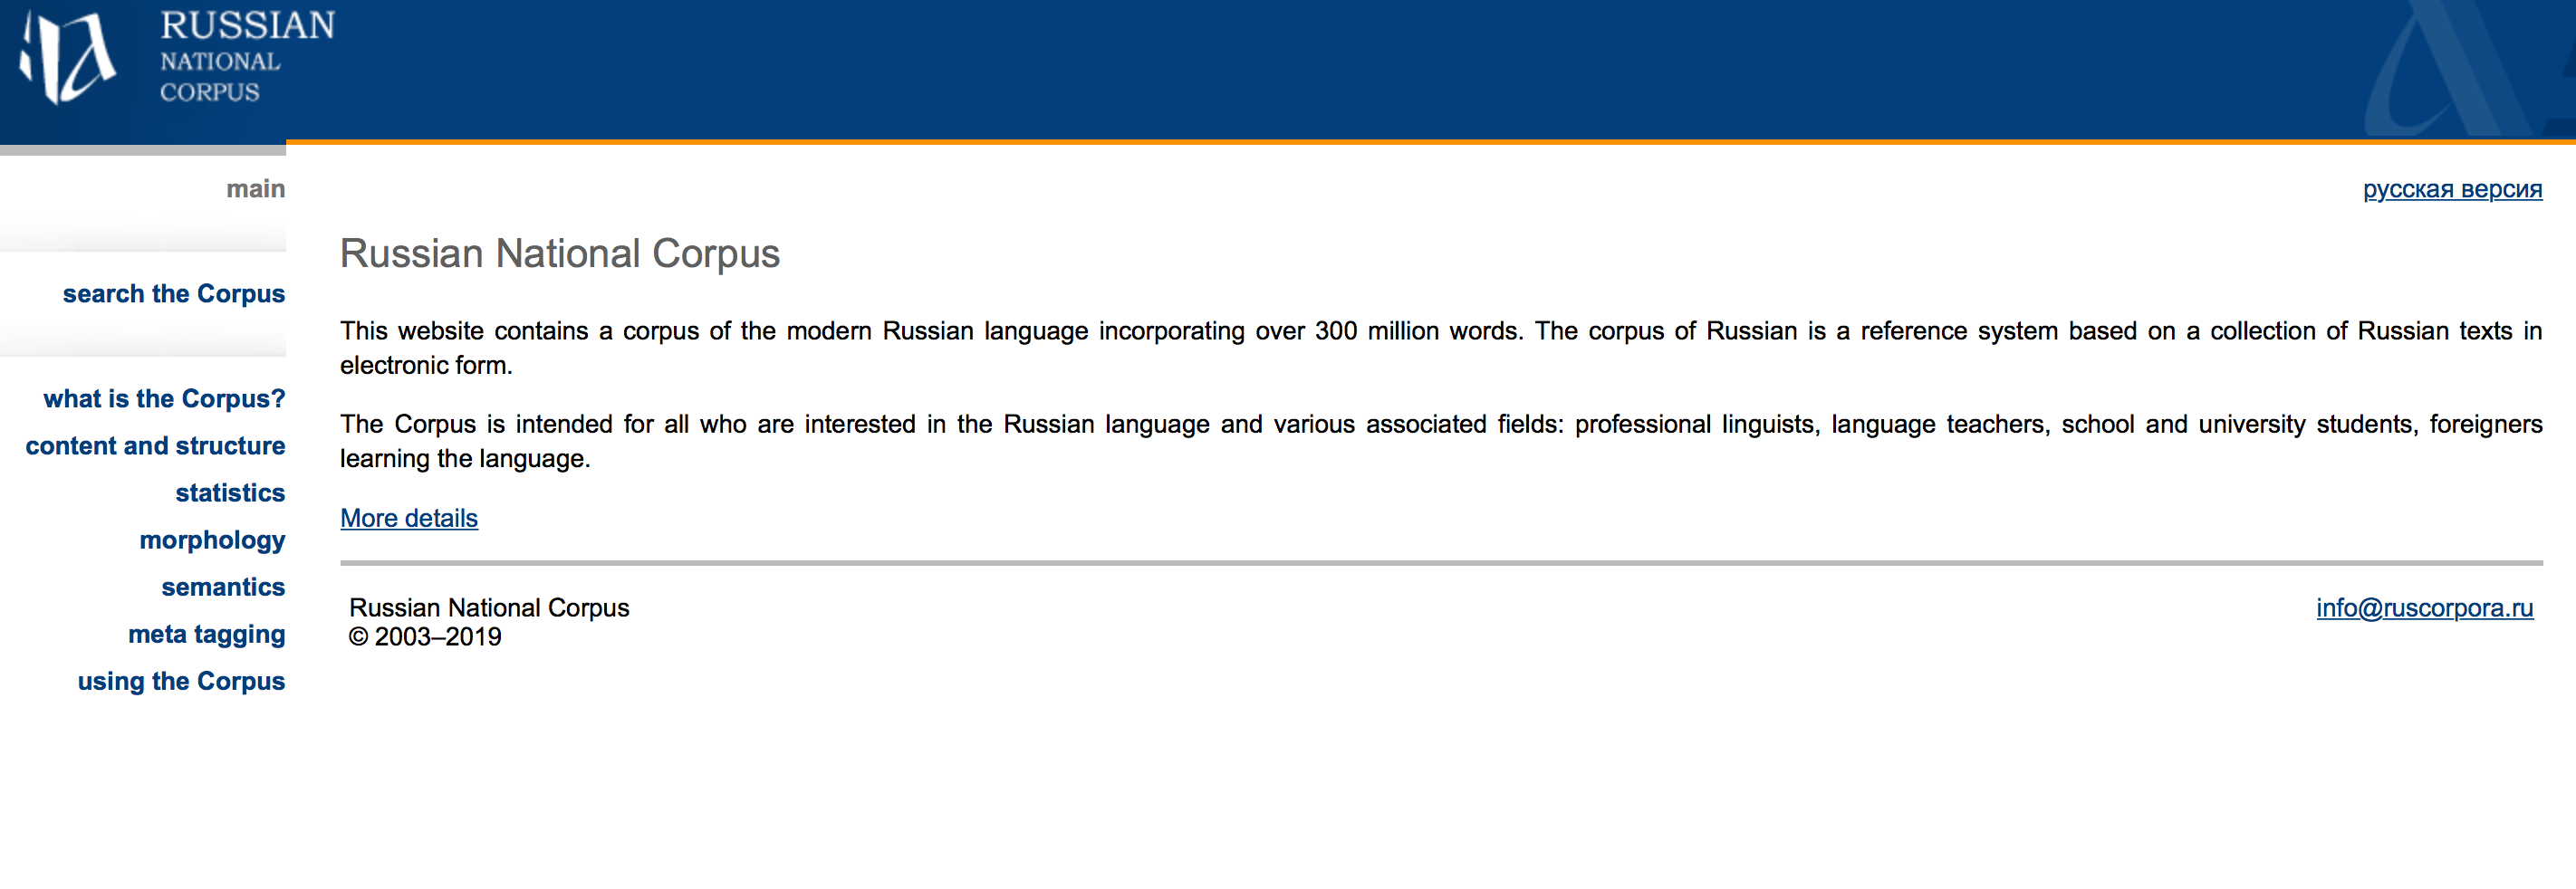 RUSSIAN
NATIONAL
CORPUS
main
search the Corpus
what is the Corpus?
content and structure
statistics
morphology
semantics
meta tagging
using the Corpus
русская версия
Russian National Corpus
This website contains a corpus of the modern Russian language incorporating over 300 million words. The corpus of Russian is a reference system based on a collection of Russian texts in
electronic form.
The Corpus is intended for all who are interested in the Russian language and various associated fields: professional linguists, language teachers, school and university students, foreigners
learning the language.
More details
Russian National Corpus
© 2003–2019
info@ruscorpora.ru